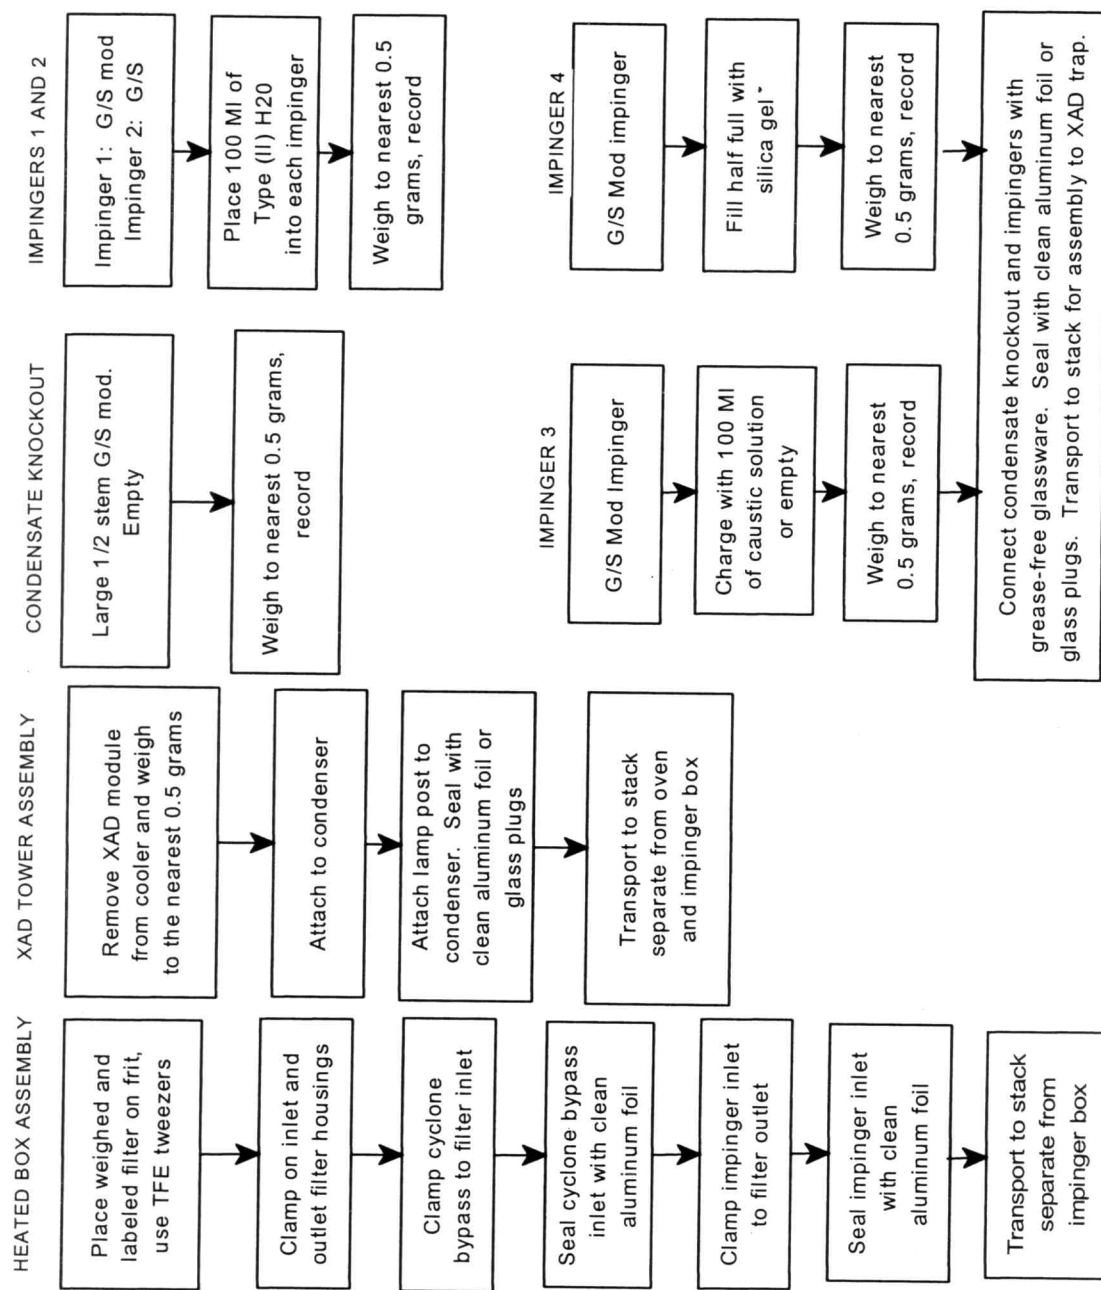 HEATED BOX ASSEMBLY
Place weighed and
labeled filter on frit,
use TFE tweezers
Clamp on inlet and
outlet filter housings
Clamp cyclone
bypass to filter inlet
Seal cyclone bypass
inlet with clean
aluminum foil
Clamp impinger inlet
to filter outlet
Seal impinger inlet
with clean
aluminum foil
Transport to stack
separate from
impinger box
XAD TOWER ASSEMBLY
Remove XAD module
from cooler and weigh
to the nearest 0.5 grams
Attach to condenser
Attach lamp post to
condenser. Seal with
clean aluminum foil or
glass plugs
Transport to stack
separate from oven
and impinger box
CONDENSATE KNOCKOUT
Large 1/2 stem G/S mod.
Empty
Weigh to nearest 0.5 grams,
record
IMPINGERS 1 AND 2
Impinger 1: G/S mod
Impinger 2: G/S
Place 100 Ml of
Type (II) H20
into each impinger
Weigh to nearest 0.5
grams, record
IMPINGER 3
G/S Mod Impinger
Charge with 100 Ml
of caustic solution
or empty
Weigh to nearest
0.5 grams, record
IMPINGER 4
G/S Mod impinger
Fill half full with
silica gel
Weigh to nearest
0.5 grams, record
Connect condensate knockout and impingers with
grease-free glassware. Seal with clean aluminum foil or
glass plugs. Transport to stack for assembly to XAD trap.